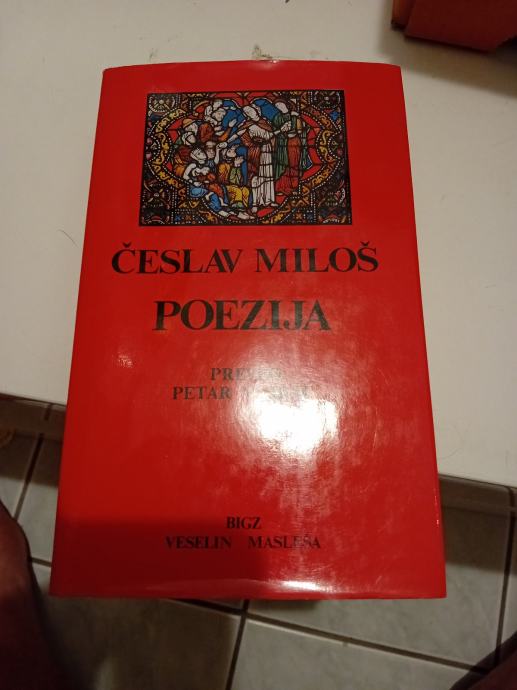 ČESLAV MILOŠ
POEZIJA
PETAR
BIGZ
VESELIN MASLEŠA